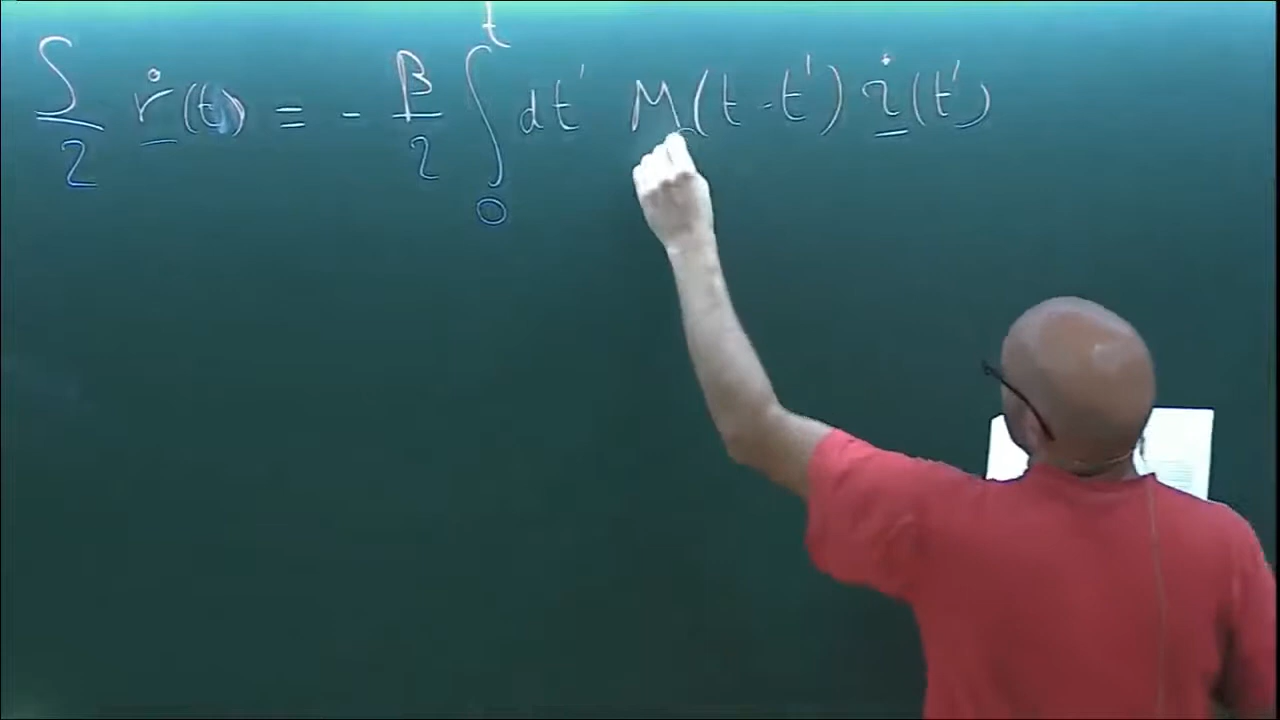 ζ/2 ṙ(t) = - β/2 ∫₀ᵗ dt' M(t-t') ṙ(t')